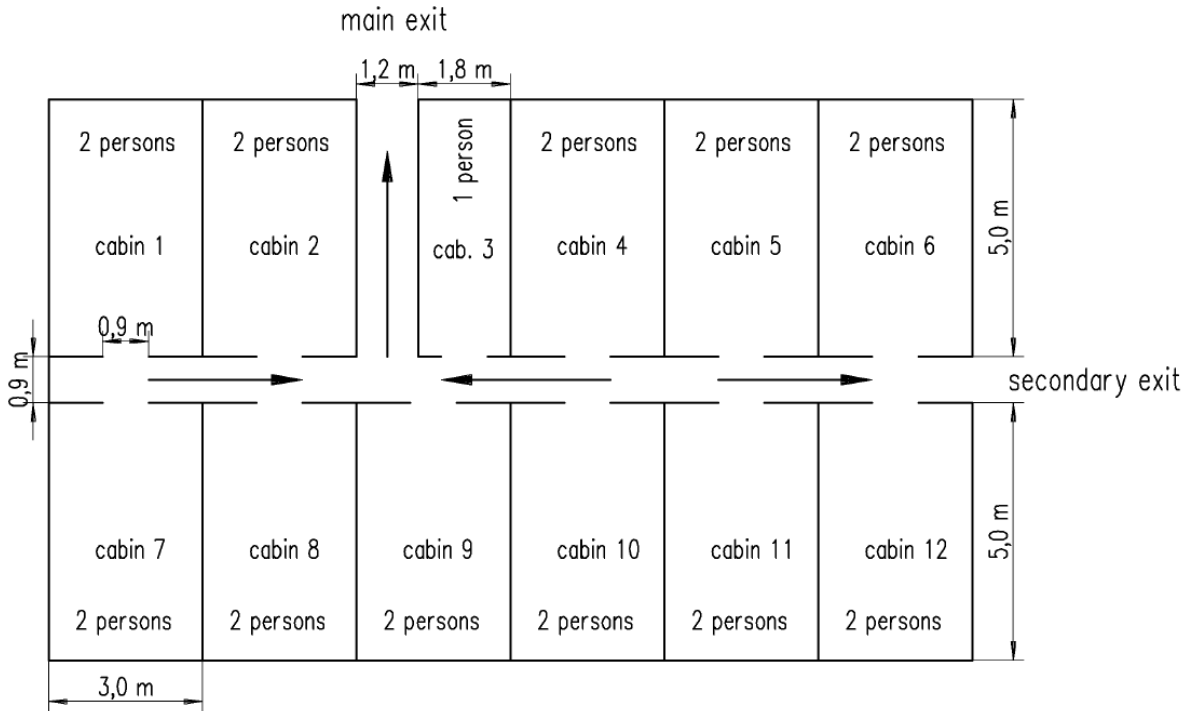 main exit
1,2 m
1,8 m
2 persons
2 persons
1 person
2 persons
2 persons
2 persons
cabin 1
cabin 2
cab. 3
cabin 4
cabin 5
cabin 6
5,0 m
0,9 m
0,9 m
secondary exit
cabin 7
cabin 8
cabin 9
cabin 10
cabin 11
cabin 12
5,0 m
2 persons
2 persons
2 persons
2 persons
2 persons
2 persons
3,0 m